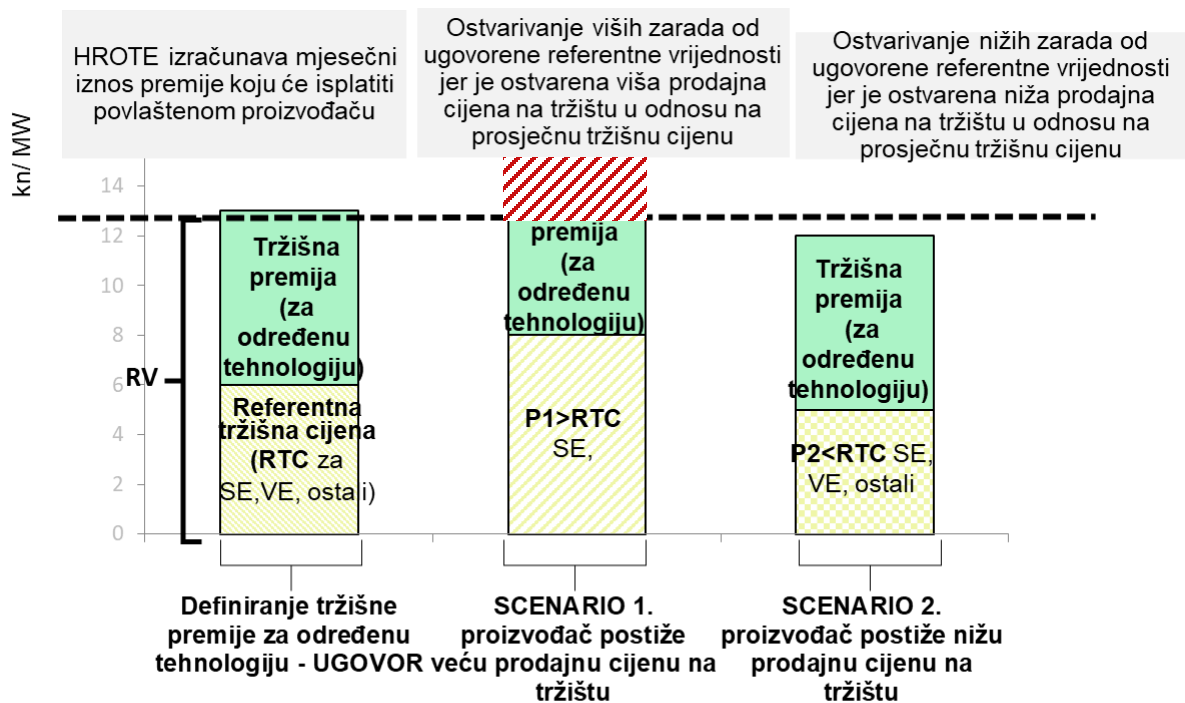 HROTE izračunava mjesečni
iznos premije koju će isplatiti
povlaštenom proizvođaču
Ostvarivanje viših zarada od
ugovorene referentne vrijednosti
jer je ostvarena viša prodajna
cijena na tržištu u odnosu na
prosječnu tržišnu cijenu
Ostvarivanje nižih zarada od
ugovorene referentne vrijednosti
jer je ostvarena niža prodajna
cijena na tržištu u odnosu na
prosječnu tržišnu cijenu
kn/ MW
14
12
10
8
6
4
2
0
RV
Tržišna
premija
(za
određenu
tehnologiju)
Referentna
tržišna cijena
(RTC za
SE,VE, ostali)
premija
(za
određenu
tehnologiju)
P1>RTC
SE,
Tržišna
premija
(za
određenu
tehnologiju)
P2<RTC SE,
VE, ostali
Definiranje tržišne
premije za određenu
tehnologiju - UGOVOR
SCENARIO 1.
proizvođač postiže
veću prodajnu cijenu na
tržištu
SCENARIO 2.
proizvođač postiže nižu
prodajnu cijenu na
tržištu